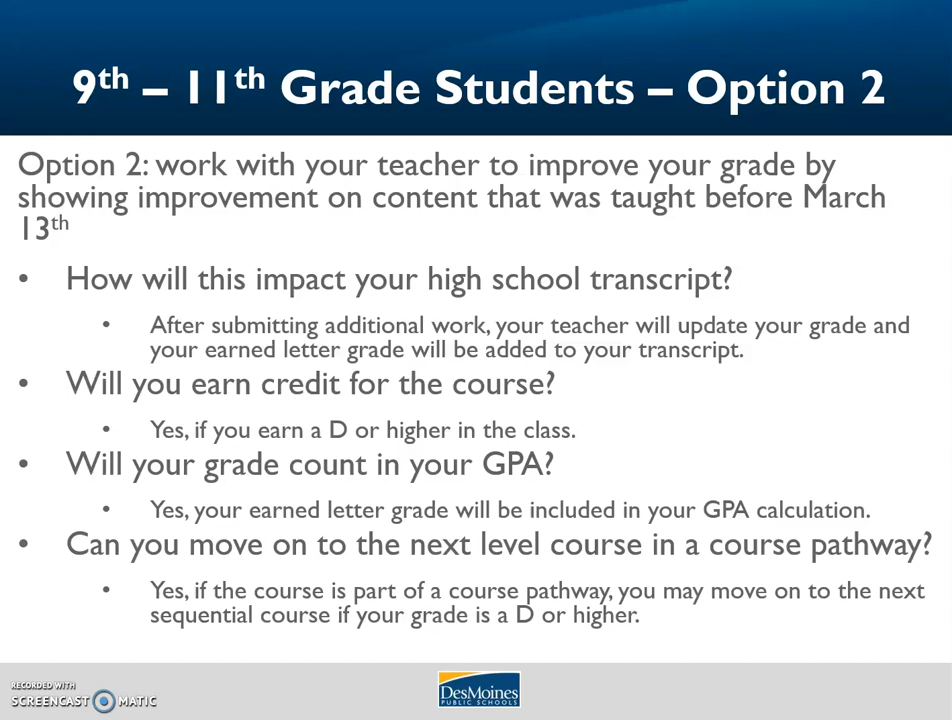 9th – 11th Grade Students – Option 2
Option 2: work with your teacher to improve your grade by
showing improvement on content that was taught before March
13th
• How will this impact your high school transcript?
• After submitting additional work, your teacher will update your grade and
your earned letter grade will be added to your transcript.
• Will you earn credit for the course?
• Yes, if you earn a D or higher in the class.
• Will your grade count in your GPA?
• Yes, your earned letter grade will be included in your GPA calculation.
• Can you move on to the next level course in a course pathway?
• Yes, if the course is part of a course pathway, you may move on to the next
sequential course if your grade is a D or higher.
RECORDED WITH
SCREENCAST MATIC
DesMoines
PUBLIC SCHOOLS